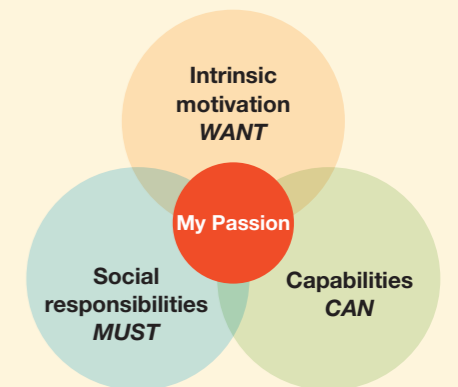 Intrinsic
motivation
WANT
My Passion
Social
responsibilities
MUST
Capabilities
CAN